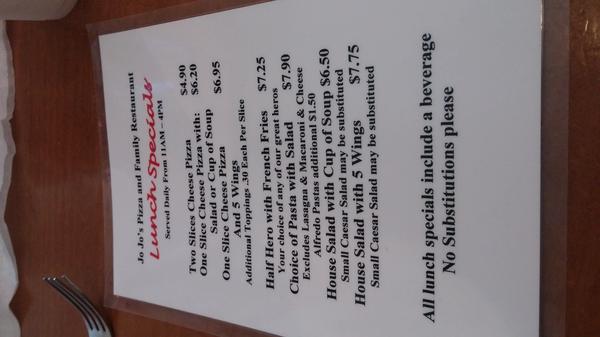 Jo Jo's Pizza and Family Restaurant
Lunch Specials
Served Daily From 11AM – 4PM
Two Slices Cheese Pizza $4.90
One Slice Cheese Pizza with: $6.20
Salad or Cup of Soup
One Slice Cheese Pizza $6.95
And 5 Wings
Additional Toppings .30 Each Per Slice
Half Hero with French Fries $7.25
Your choice of any of our great heros
Choice of Pasta with Salad $7.90
Excludes Lasagna & Macaroni & Cheese
Alfredo Pastas additional $1.50
House Salad with Cup of Soup $6.50
Small Caesar Salad may be substituted
House Salad with 5 Wings $7.75
Small Caesar Salad may be substituted
All lunch specials include a beverage
No Substitutions please